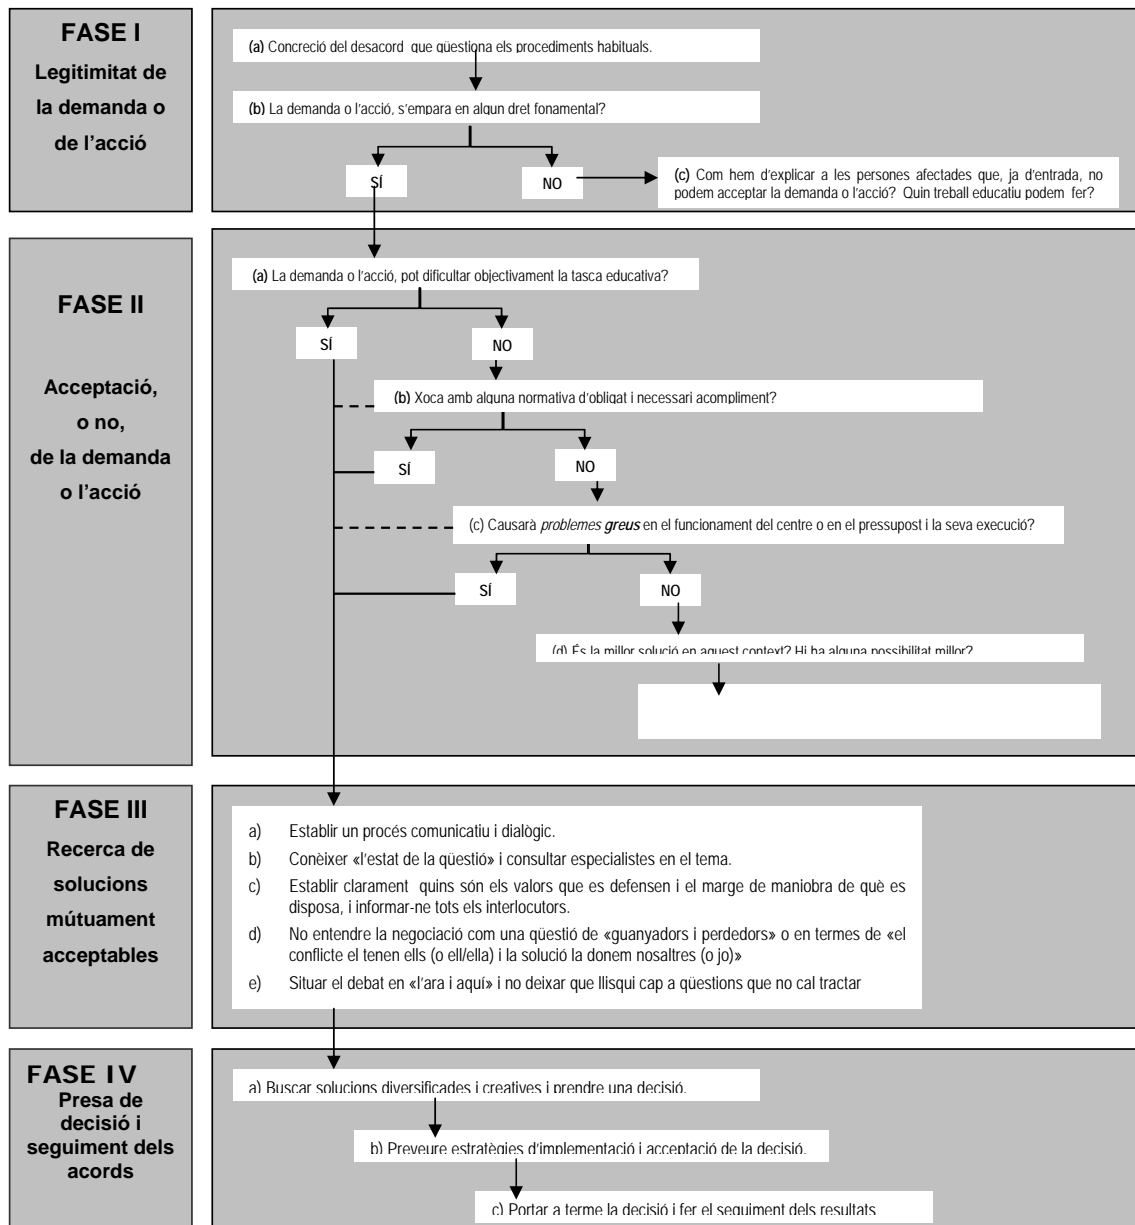 FASE I
Legitimitat de
la demanda o
de l'acció
(a) Concreció del desacord que qüestiona els procediments habituals.
(b) La demanda o l'acció, s'empara en algun dret fonamental?
SÍ
NO
(c) Com hem d'explicar a les persones afectades que, ja d'entrada, no
podem acceptar la demanda o l'acció? Quin treball educatiu podem fer?
FASE II
Acceptació,
o no,
de la demanda
o l'acció
(a) La demanda o l'acció, pot dificultar objectivament la tasca educativa?
SÍ
NO
(b) Xoca amb alguna normativa d'obligat i necessari acompliment?
SÍ
NO
(c) Causarà problemes greus en el funcionament del centre o en el pressupost i la seva execució?
SÍ
NO
(d) És la millor solució en aquest context? Hi ha alguna possibilitat millor?
FASE III
Recerca de
solucions
mútuament
acceptables
a) Establir un procés comunicatiu i dialògic.
b) Conèixer «l'estat de la qüestió» i consultar especialistes en el tema.
c) Establir clarament quins són els valors que es defensen i el marge de maniobra de què es
disposa, i informar-ne tots els interlocutors.
d) No entendre la negociació com una qüestió de «guanyadors i perdedors» o en termes de «el
conflicte el tenen ells (o ell/ella) i la solució la donem nosaltres (o jo)»
e) Situar el debat en «l'ara i aquí» i no deixar que llisqui cap a qüestions que no cal tractar
FASE IV
Presa de
decisió i
seguiment dels
acords
a) Buscar solucions diversificades i creatives i prendre una decisió.
b) Preveure estratègies d'implementació i acceptació de la decisió.
c) Portar a terme la decisió i fer el seguiment dels resultats